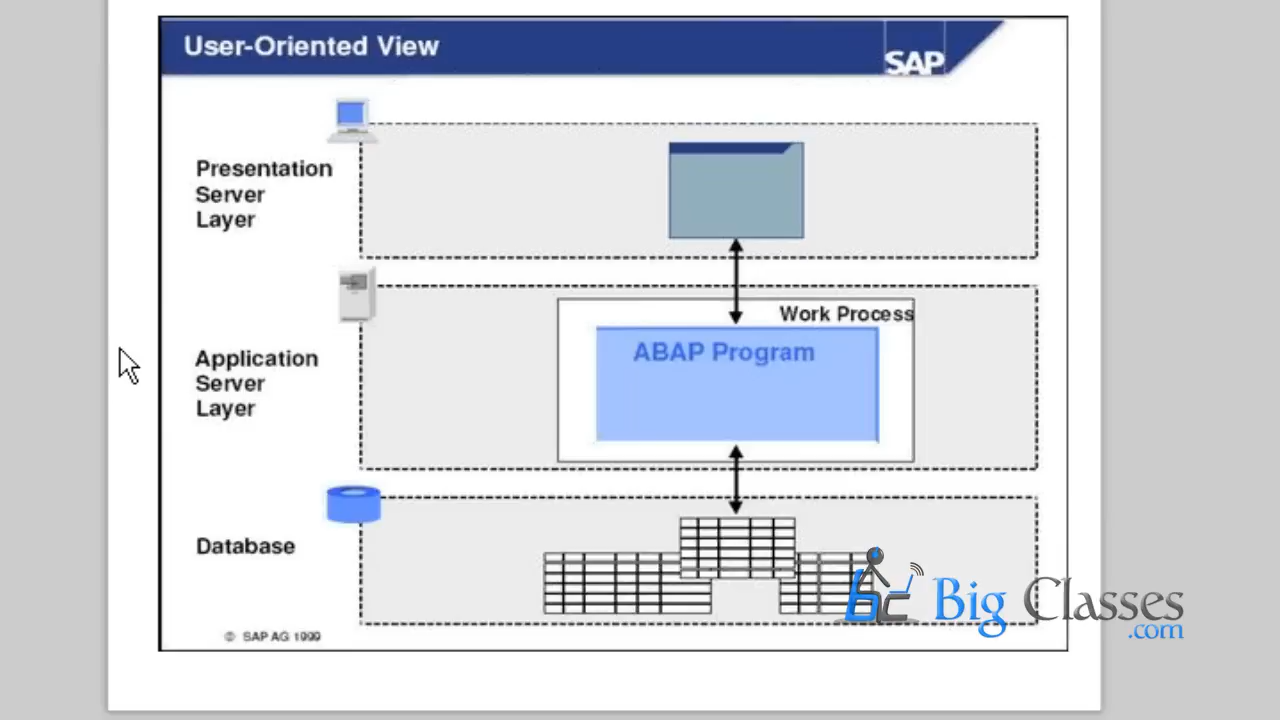 User-Oriented View
SAP
Presentation
Server
Layer
Work Process
ABAP Program
Application
Server
Layer
Database
Big Classes
.com
© SAP AG 1999